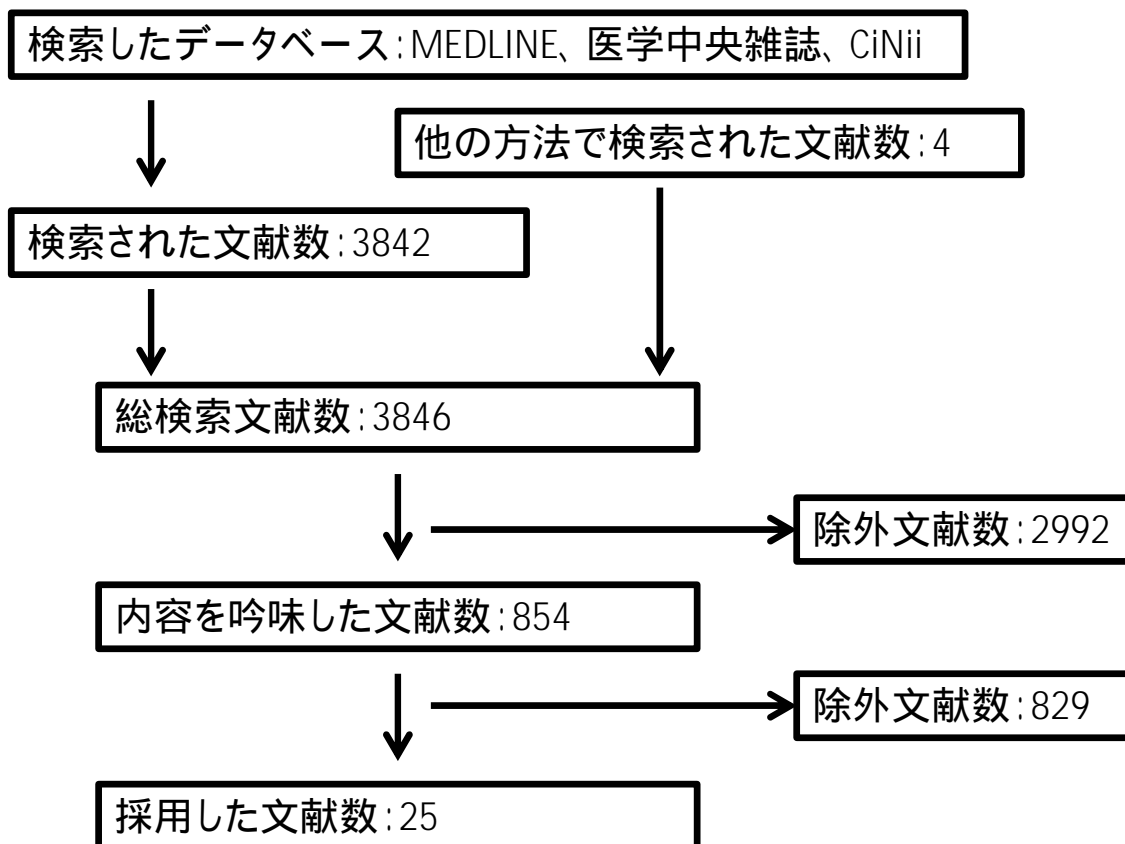 検索したデータベース:MEDLINE、医学中央雑誌、CiNii
他の方法で検索された文献数:4
検索された文献数:3842
総検索文献数:3846
除外文献数:2992
内容を吟味した文献数:854
除外文献数:829
採用した文献数:25